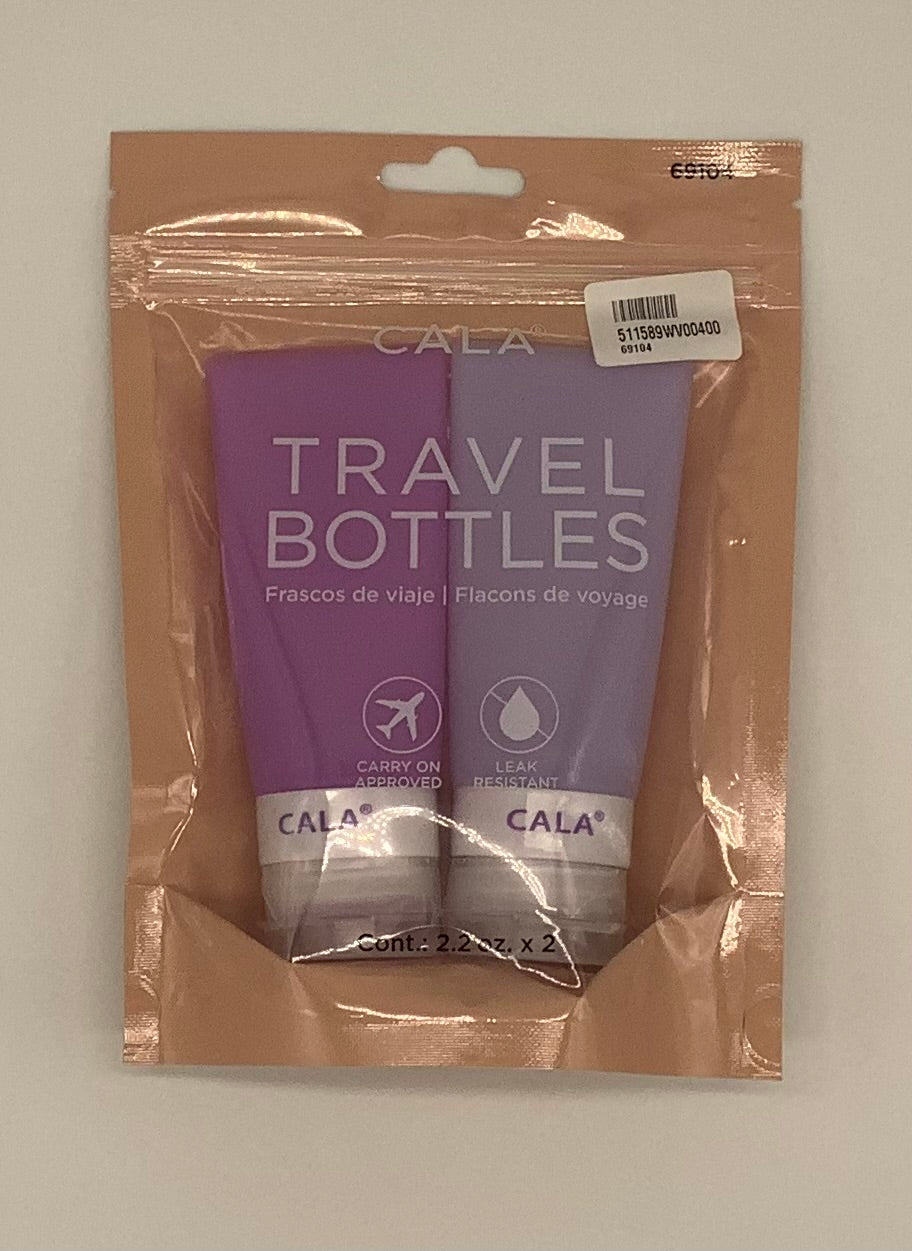 69104
511589WV00400
69104
CALA®
TRAVEL
BOTTLES
Frascos de viaje | Flacons de voyage
CARRY ON
APPROVED
LEAK
RESISTANT
CALA®
CALA®
Cont.: 2.2 oz. x 2